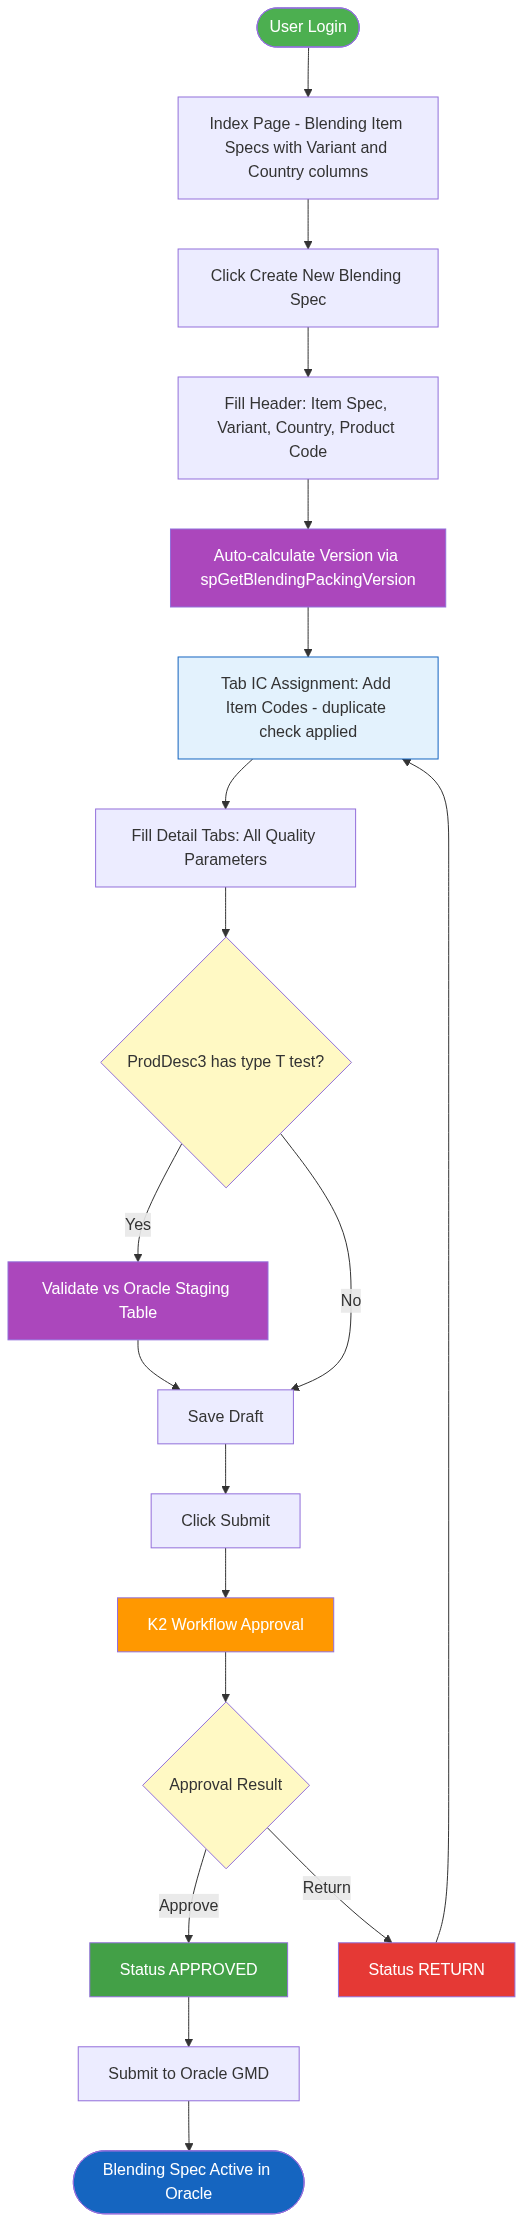 User Login
Index Page - Blending Item
Specs with Variant and
Country columns
Click Create New Blending
Spec
Fill Header: Item Spec,
Variant, Country, Product
Code
Auto-calculate Version via
spGetBlendingPackingVersion
Tab IC Assignment: Add
Item Codes - duplicate
check applied
Fill Detail Tabs: All Quality
Parameters
ProdDesc3 has type T test?
Yes
Validate vs Oracle Staging
Table
No
Save Draft
Click Submit
K2 Workflow Approval
Approval Result
Approve
Return
Status APPROVED
Status RETURN
Submit to Oracle GMD
Blending Spec Active in
Oracle